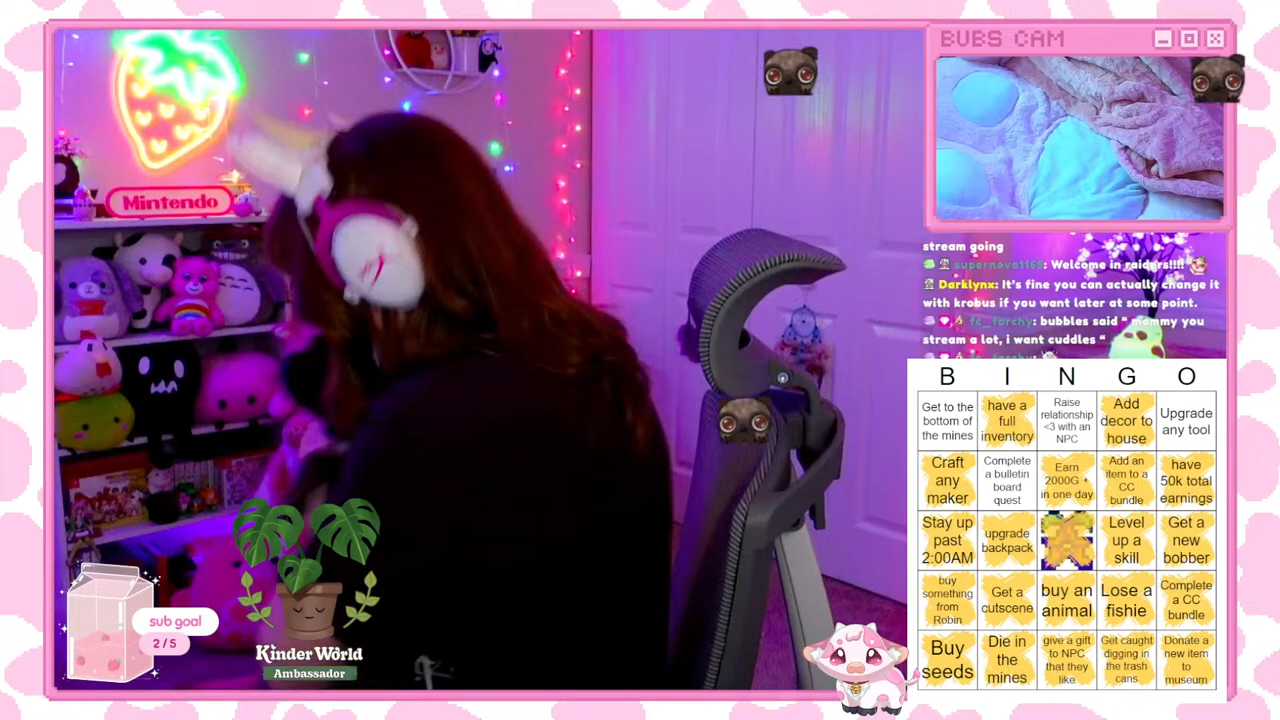 BUBS CAM
Mintendo
stream going
supernovo1165: Welcome in raiders!!!!
Darklynx: It's fine you can actually change it
with krobus if you want later at some point.
fc_torchy: bubbles said " mommy you
stream a lot, i want cuddles "
B I N G O
Get to the
bottom of
the mines
have a
full
inventory
Raise
relationship
<3 with an
NPC
Add
decor to
house
Upgrade
any tool
Craft
any
maker
Complete
a bulletin
board
quest
Earn
2000G +
in one day
Add an
item to a
CC
bundle
have
50k total
earnings
Stay up
past
2:00AM
upgrade
backpack
Level
up a
skill
Get a
new
bobber
buy
something
from
Robin
Get a
cutscene
buy an
animal
Lose a
fishie
Complete
a CC
bundle
Buy
seeds
Die in
the
mines
give a gift
to NPC
that they
like
Get caught
digging in
the trash
cans
Donate a
new item
to
museum
sub goal
2/5
Kinder World
Ambassador